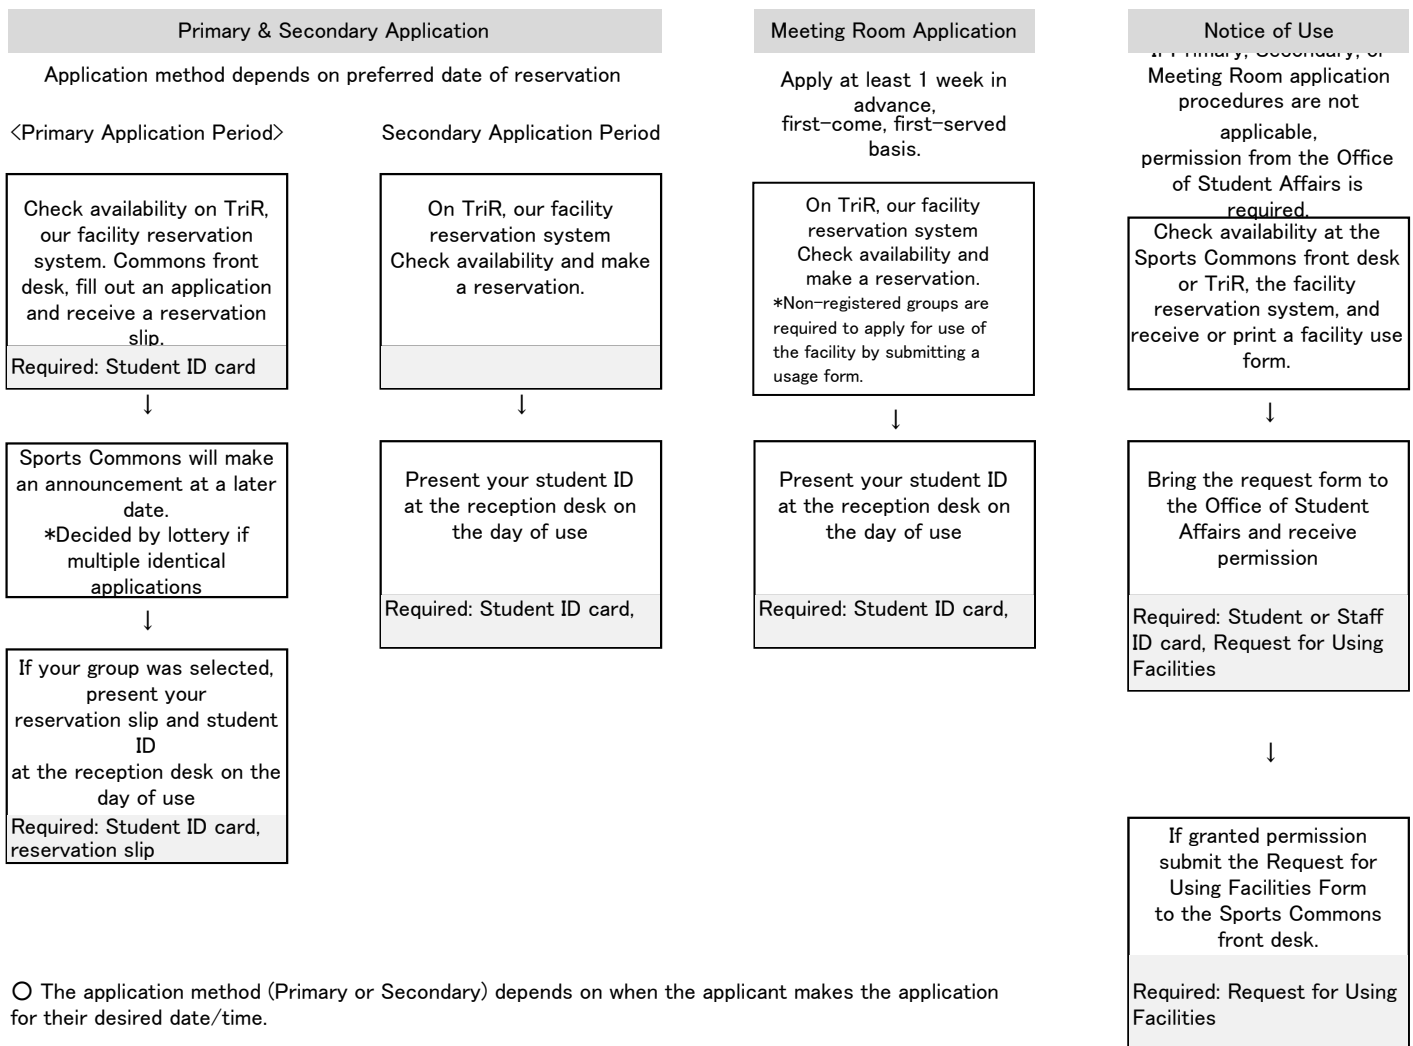 Primary & Secondary Application
Application method depends on preferred date of reservation
<Primary Application Period>
Check availability on TriR,
our facility reservation
system. Commons front
desk, fill out an application
and receive a reservation
slip.
Required: Student ID card
↓
Sports Commons will make
an announcement at a later
date.
*Decided by lottery if
multiple identical
applications
↓
If your group was selected,
present your
reservation slip and student
ID
at the reception desk on the
day of use
Required: Student ID card,
reservation slip
Secondary Application Period
On TriR, our facility
reservation system
Check availability and make
a reservation.
↓
Present your student ID
at the reception desk on
the day of use
Required: Student ID card,
Meeting Room Application
Apply at least 1 week in
advance,
first-come, first-served
basis.
On TriR, our facility
reservation system
Check availability and
make a reservation.
*Non-registered groups are
required to apply for use of
the facility by submitting a
usage form.
↓
Present your student ID
at the reception desk on
the day of use
Required: Student ID card,
Notice of Use
If Primary, Secondary, or
Meeting Room application
procedures are not
applicable,
permission from the Office
of Student Affairs is
required.
Check availability at the
Sports Commons front desk
or TriR, the facility
reservation system, and
receive or print a facility use
form.
↓
Bring the request form to
the Office of Student
Affairs and receive
permission
Required: Student or Staff
ID card, Request for Using
Facilities
↓
If granted permission
submit the Request for
Using Facilities Form
to the Sports Commons
front desk.
Required: Request for Using
Facilities
○ The application method (Primary or Secondary) depends on when the applicant makes the application
for their desired date/time.